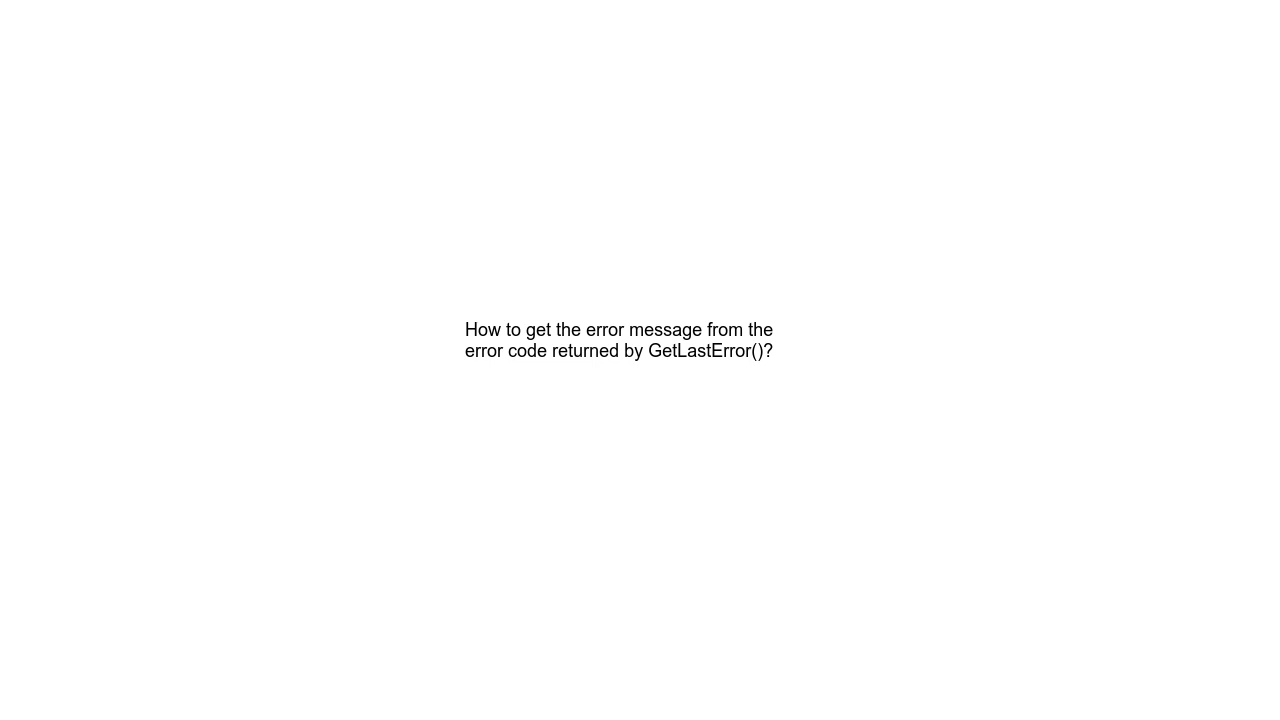 How to get the error message from the
error code returned by GetLastError()?